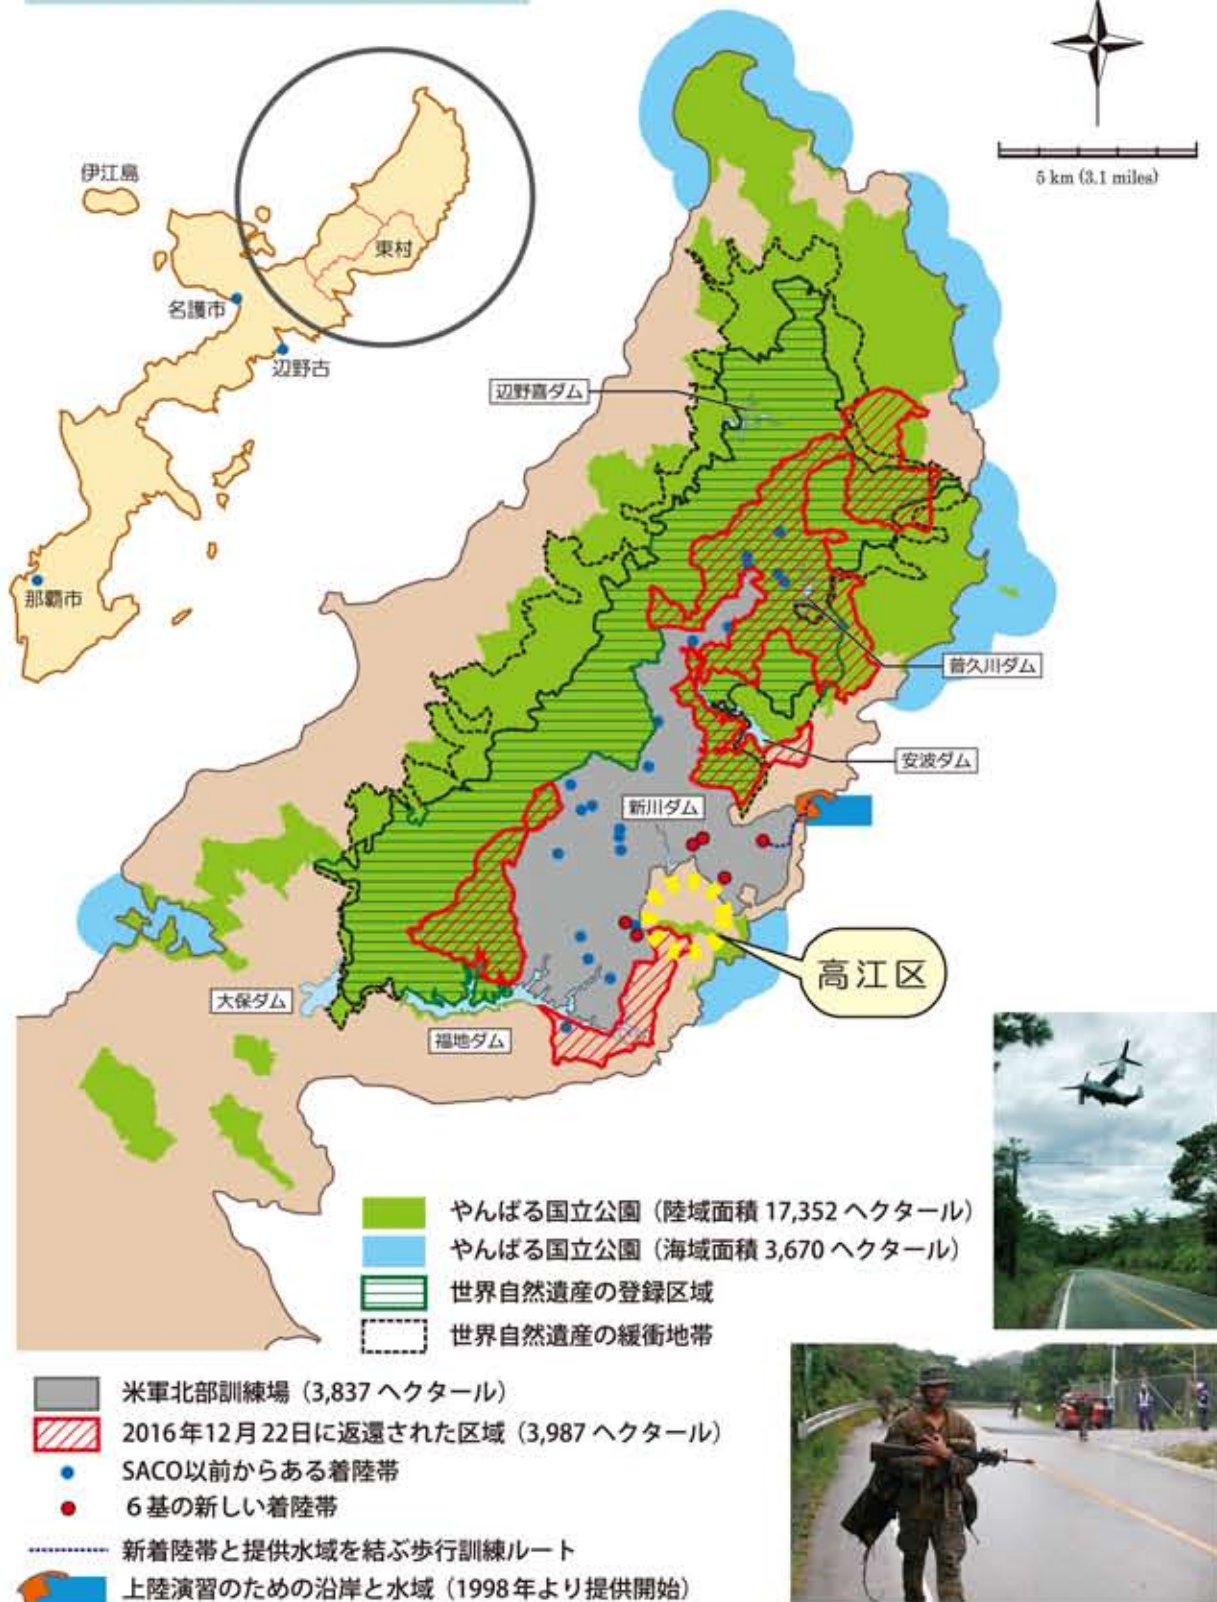 伊江島
東村
名護市
辺野古
那覇市
5 km (3.1 miles)
辺野喜ダム
普久川ダム
安波ダム
新川ダム
高江区
大保ダム
福地ダム
やんばる国立公園（陸域面積 17,352 ヘクタール）
やんばる国立公園（海域面積 3,670 ヘクタール）
世界自然遺産の登録区域
世界自然遺産の緩衝地帯
米軍北部訓練場（3,837 ヘクタール）
2016年12月22日に返還された区域（3,987 ヘクタール）
SACO以前からある着陸帯
６基の新しい着陸帯
新着陸帯と提供水域を結ぶ歩行訓練ルート
上陸演習のための沿岸と水域（1998年より提供開始）